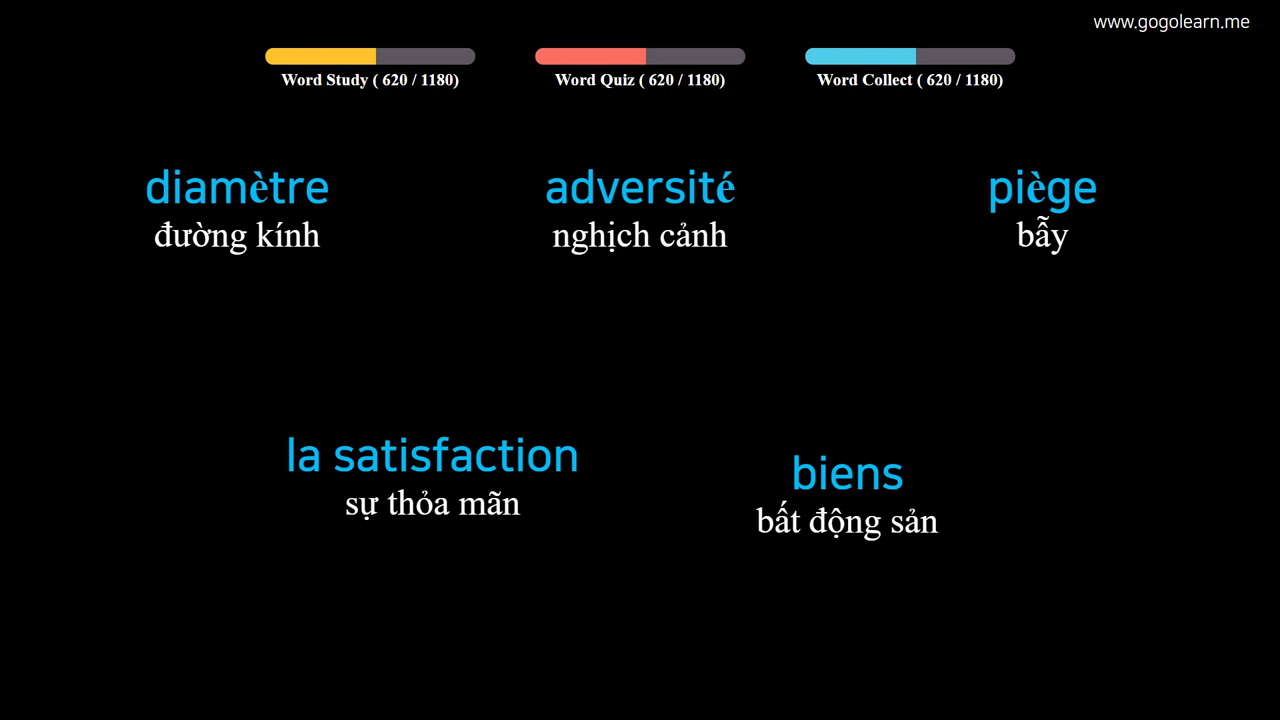 www.gogolearn.me
Word Study ( 620 / 1180)
Word Quiz ( 620 / 1180)
Word Collect ( 620 / 1180)
diamètre
đường kính
adversité
nghịch cảnh
piège
bẫy
la satisfaction
sự thỏa mãn
biens
bất động sản